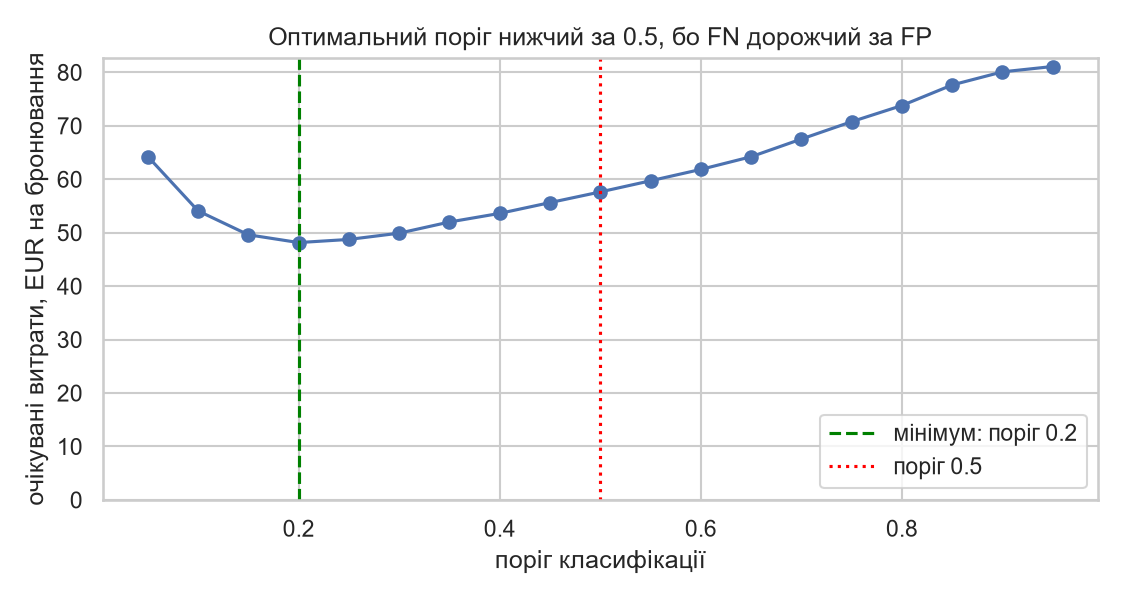 Оптимальний поріг нижчий за 0.5, бо FN дорожчий за FP
очікувані витрати, EUR на бронювання
80
70
60
50
40
30
20
10
0
0.2
0.4
0.6
0.8
поріг класифікації
мінімум: поріг 0.2
поріг 0.5